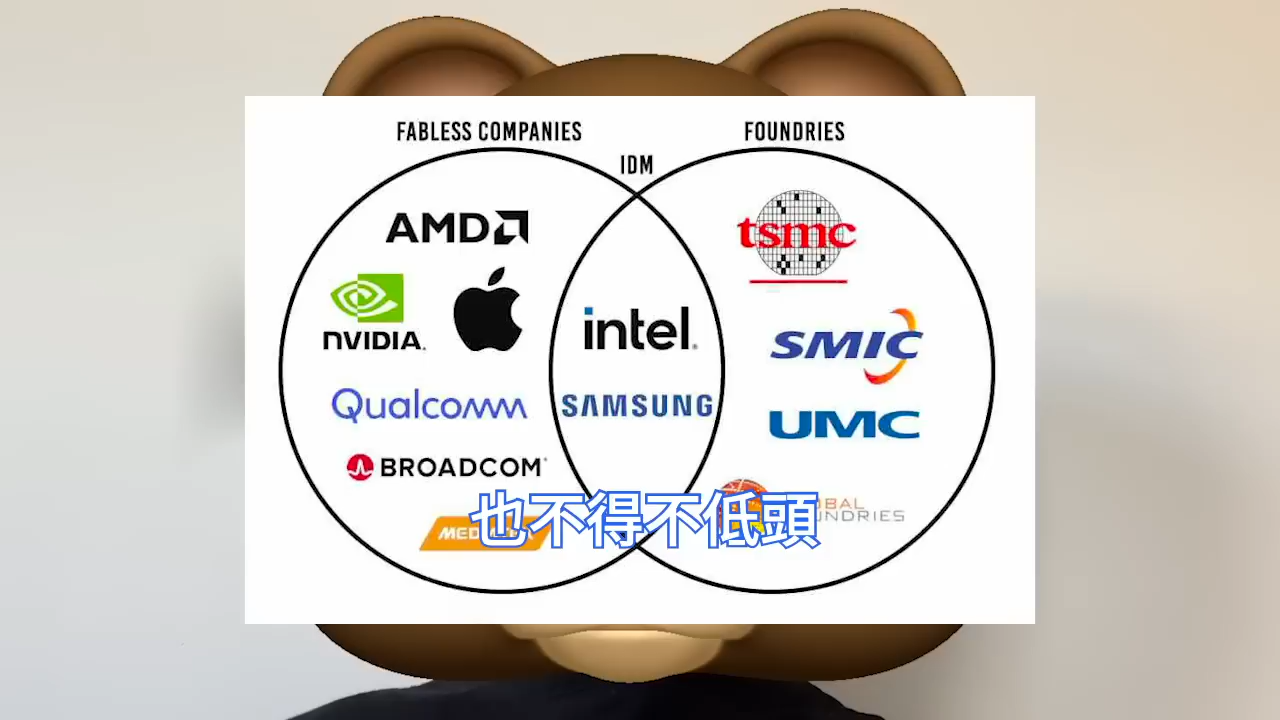 FABLESS COMPANIES
FOUNDRIES
IDM
AMD
tsmc
NVIDIA.
intel
SMIC
Qualcomm
SAMSUNG
UMC
BROADCOM
也不得不低頭